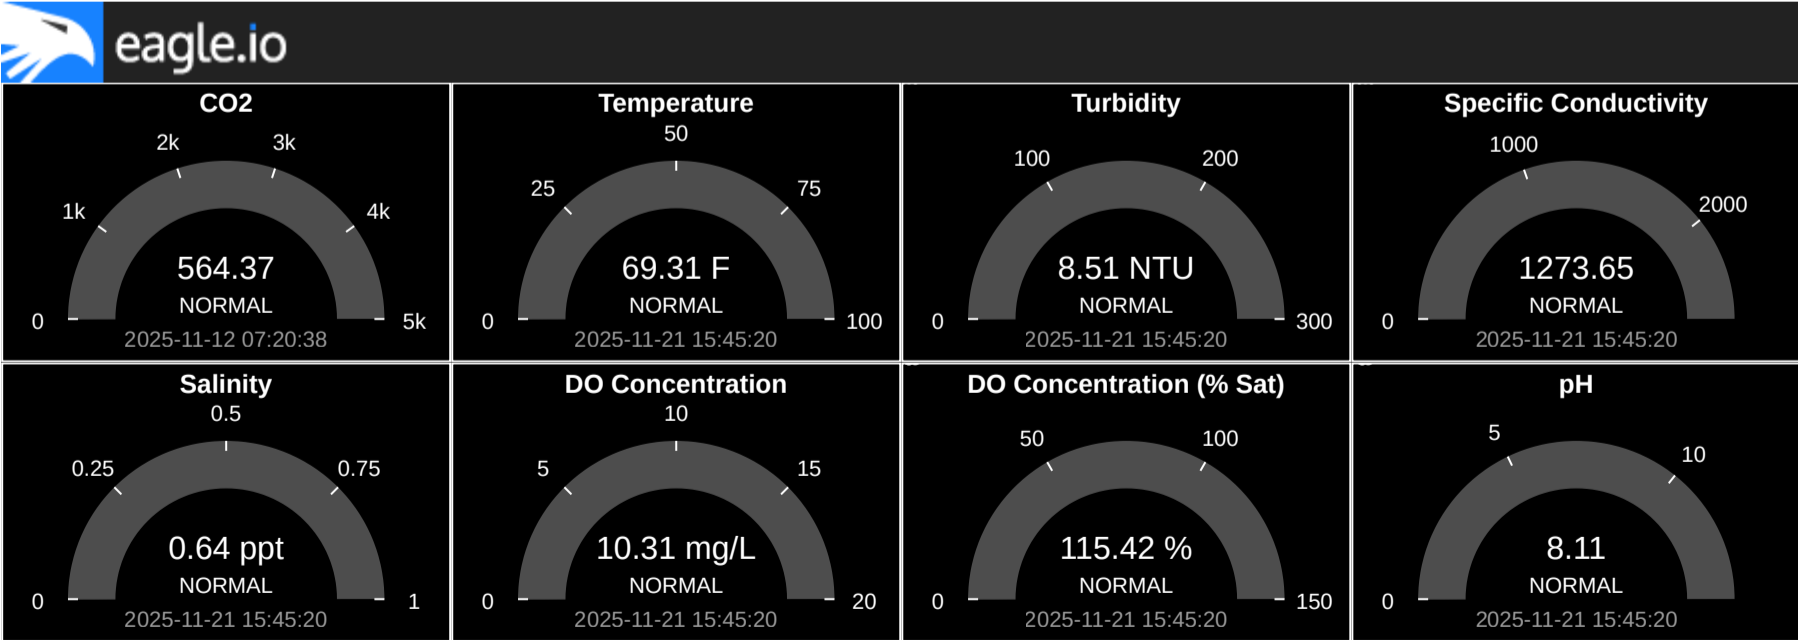 eagle.io
CO2
2k
3k
1k
4k
564.37
NORMAL
0
5k
2025-11-12 07:20:38
Temperature
50
25
75
69.31 F
NORMAL
0
100
2025-11-21 15:45:20
Turbidity
100
200
8.51 NTU
NORMAL
0
300
2025-11-21 15:45:20
Specific Conductivity
1000
2000
1273.65
NORMAL
0
2025-11-21 15:45:20
Salinity
0.5
0.25
0.75
0.64 ppt
NORMAL
0
1
2025-11-21 15:45:20
DO Concentration
10
5
15
10.31 mg/L
NORMAL
0
20
2025-11-21 15:45:20
DO Concentration (% Sat)
50
100
115.42 %
NORMAL
0
150
2025-11-21 15:45:20
pH
5
10
8.11
NORMAL
0
2025-11-21 15:45:20